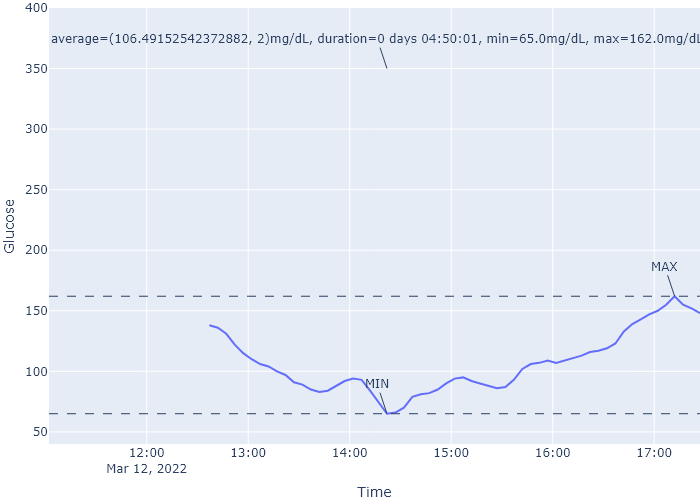 400
average=(106.49152542372882, 2)mg/dL, duration=0 days 04:50:01, min=65.0mg/dL, max=162.0mg/dL
350
300
250
200
150
100
50
Glucose
MAX
MIN
12:00
13:00
14:00
15:00
16:00
17:00
Mar 12, 2022
Time